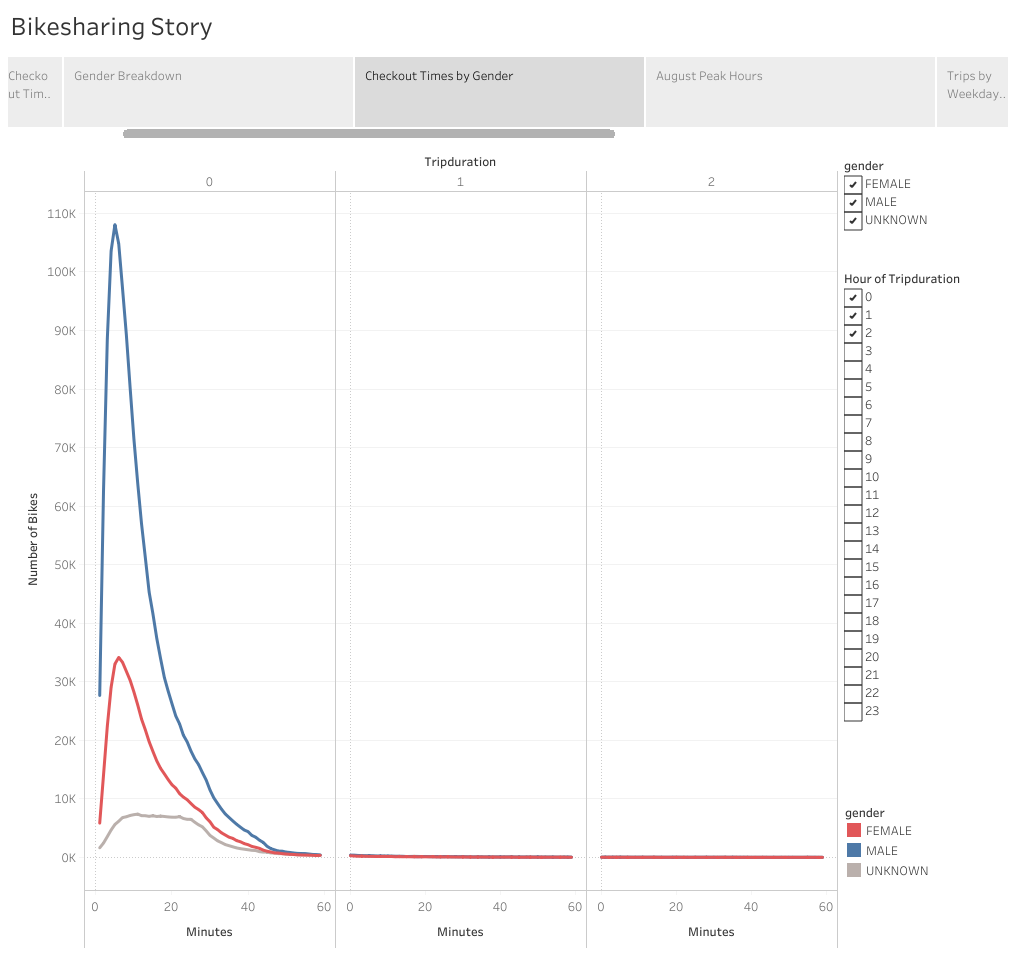 Bikesharing Story
Checko
ut Tim..
Gender Breakdown
Checkout Times by Gender
August Peak Hours
Trips by
Weekday..
Tripduration
0
1
2
110K
100K
90K
80K
70K
60K
50K
40K
30K
20K
10K
0K
Number of Bikes
0
20
40
60
0
20
40
60
0
20
40
60
Minutes
Minutes
Minutes
gender
FEMALE
MALE
UNKNOWN
Hour of Tripduration
0
1
2
3
4
5
6
7
8
9
10
11
12
13
14
15
16
17
18
19
20
21
22
23
gender
FEMALE
MALE
UNKNOWN